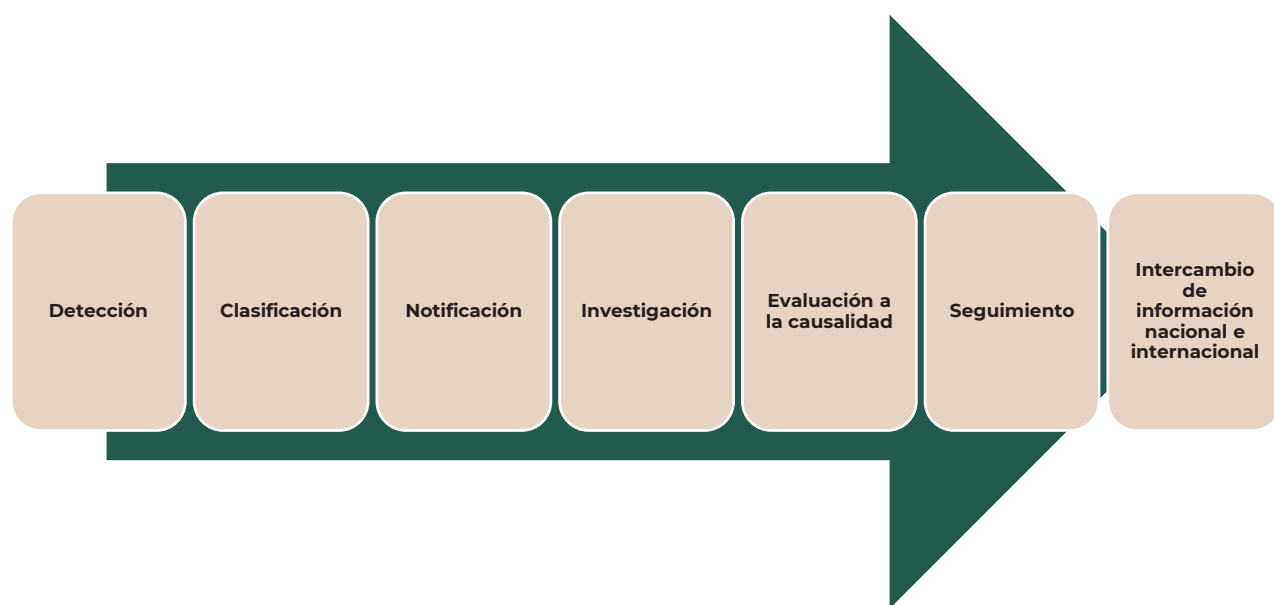 Detección
Clasificación
Notificación
Investigación
Evaluación a
la causalidad
Seguimiento
Intercambio
de
información
nacional e
internacional